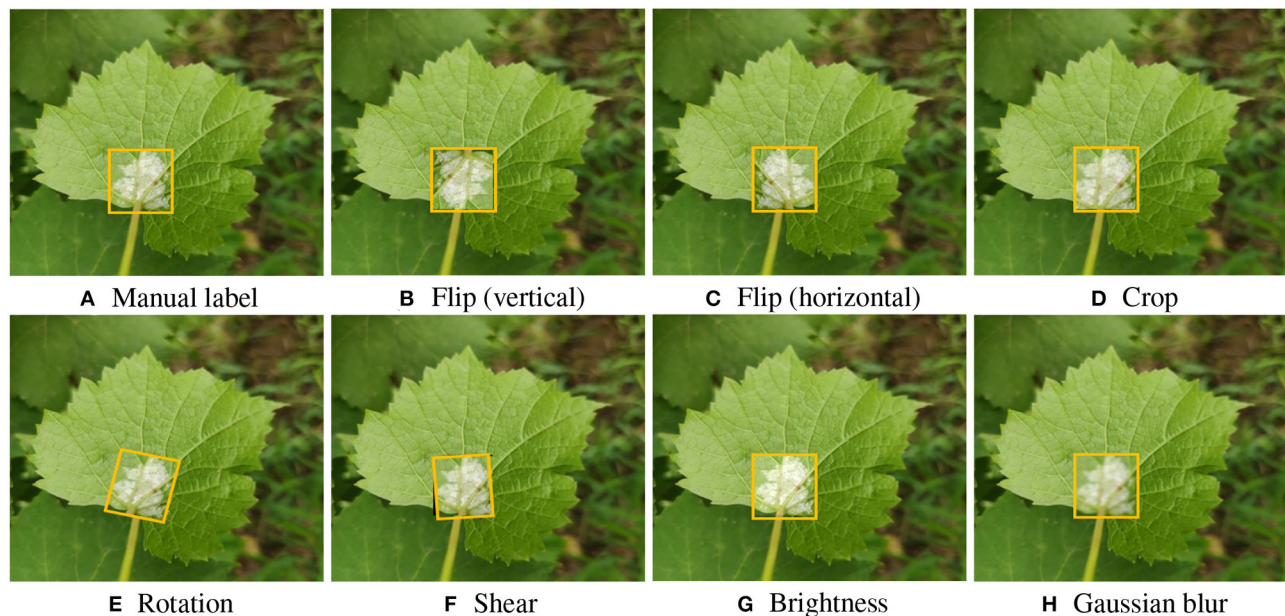 A Manual label
B Flip (vertical)
C Flip (horizontal)
D Crop
E Rotation
F Shear
G Brightness
H Gaussian blur